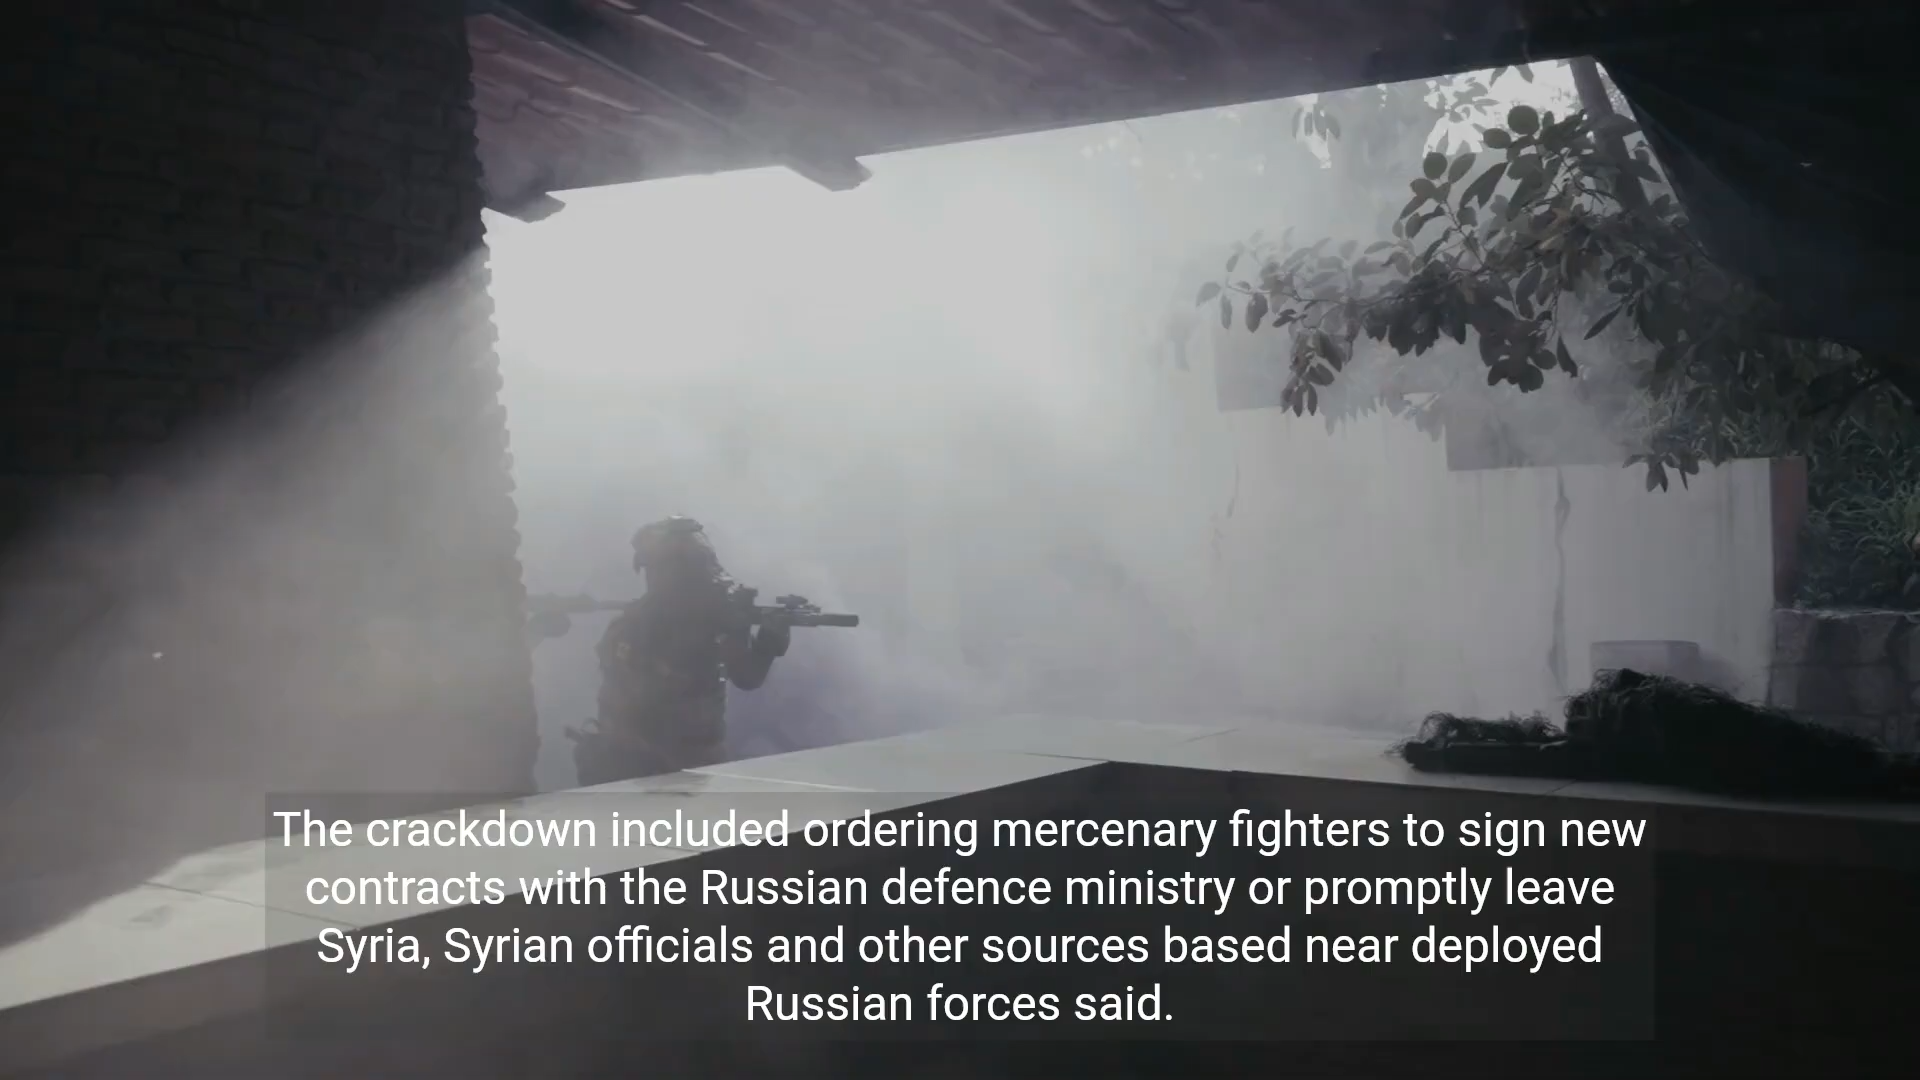 The crackdown included ordering mercenary fighters to sign new
contracts with the Russian defence ministry or promptly leave
Syria, Syrian officials and other sources based near deployed
Russian forces said.